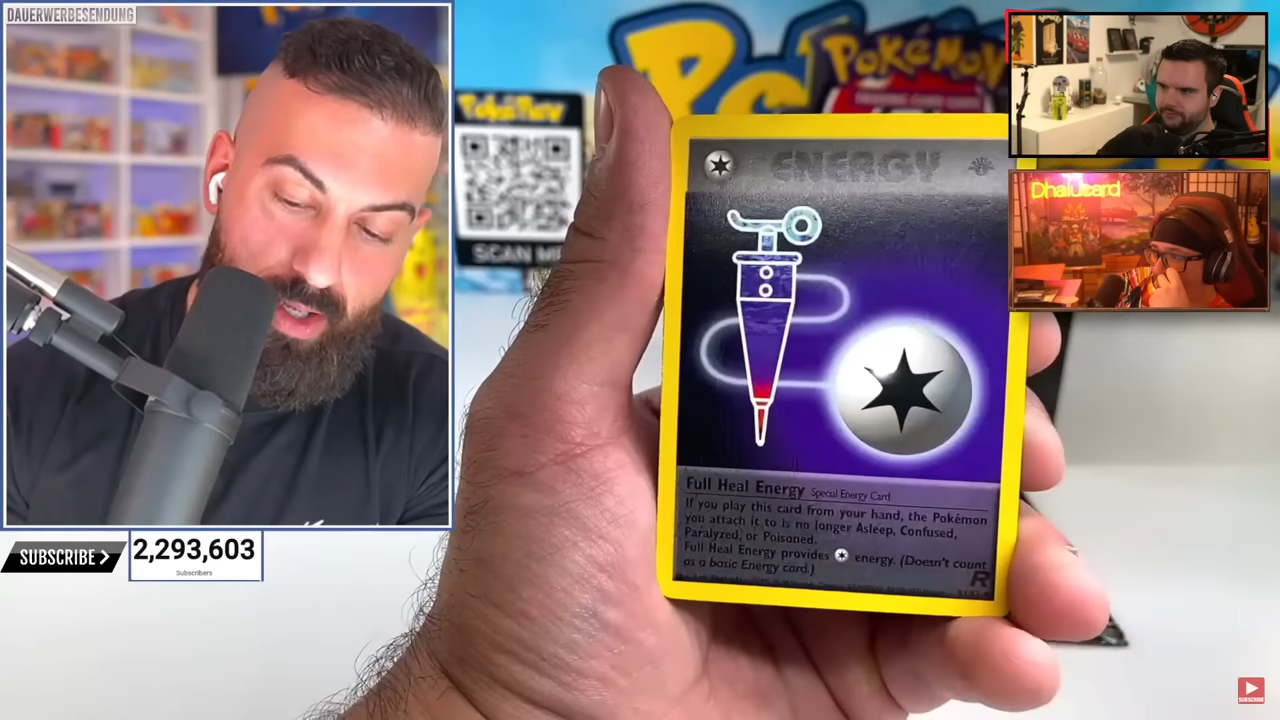 DAUERWERBESENDUNG
Pokémon
SCAN ME
Dhalucard
ENERGY
Full Heal Energy Special Energy Card
If you play this card from your hand, the Pokémon
you attach it to is no longer Asleep, Confused,
Paralyzed, or Poisoned.
Full Heal Energy provides energy. (Doesn't count
as a basic Energy card.)
R
SUBSCRIBE >
2,293,603
Subscribers
SUBSCRIBE